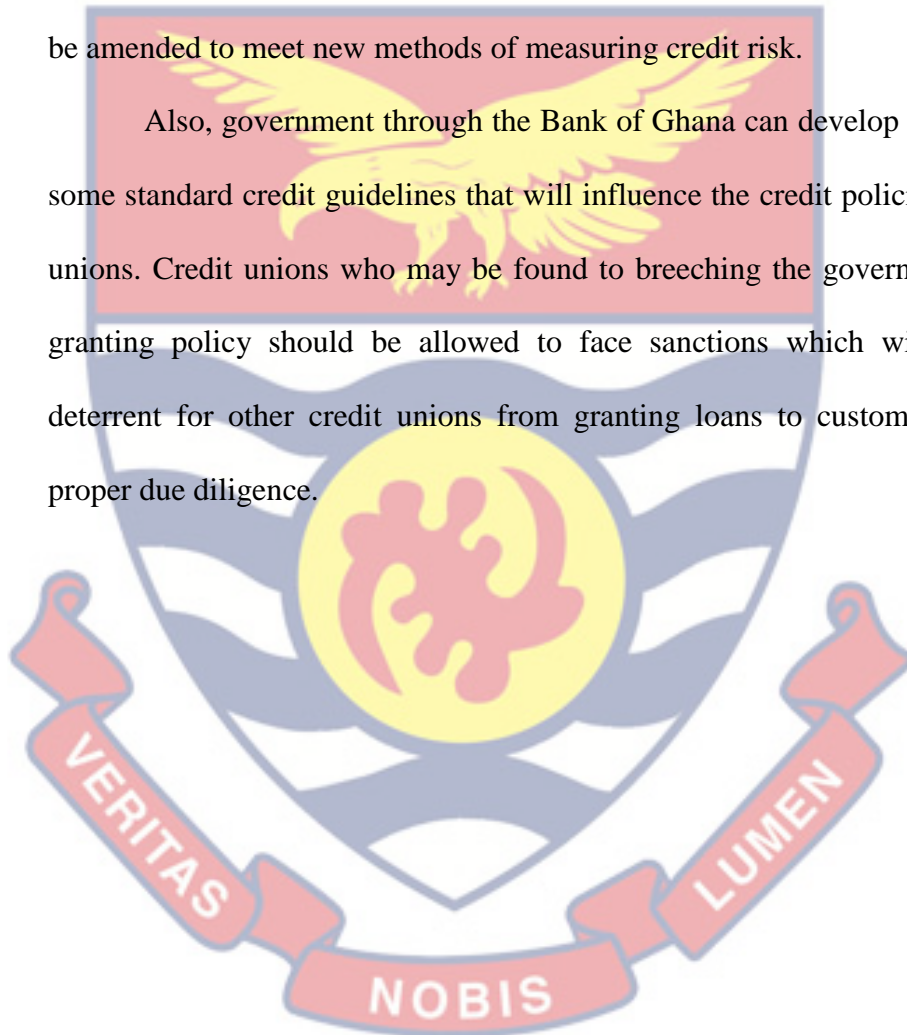 be amended to meet new methods of measuring credit risk.
Also, government through the Bank of Ghana can develop
some standard credit guidelines that will influence the credit polic
unions. Credit unions who may be found to breeching the govern
granting policy should be allowed to face sanctions which wi
deterrent for other credit unions from granting loans to custom
proper due diligence.
VERITAS
NOBIS
LUMEN